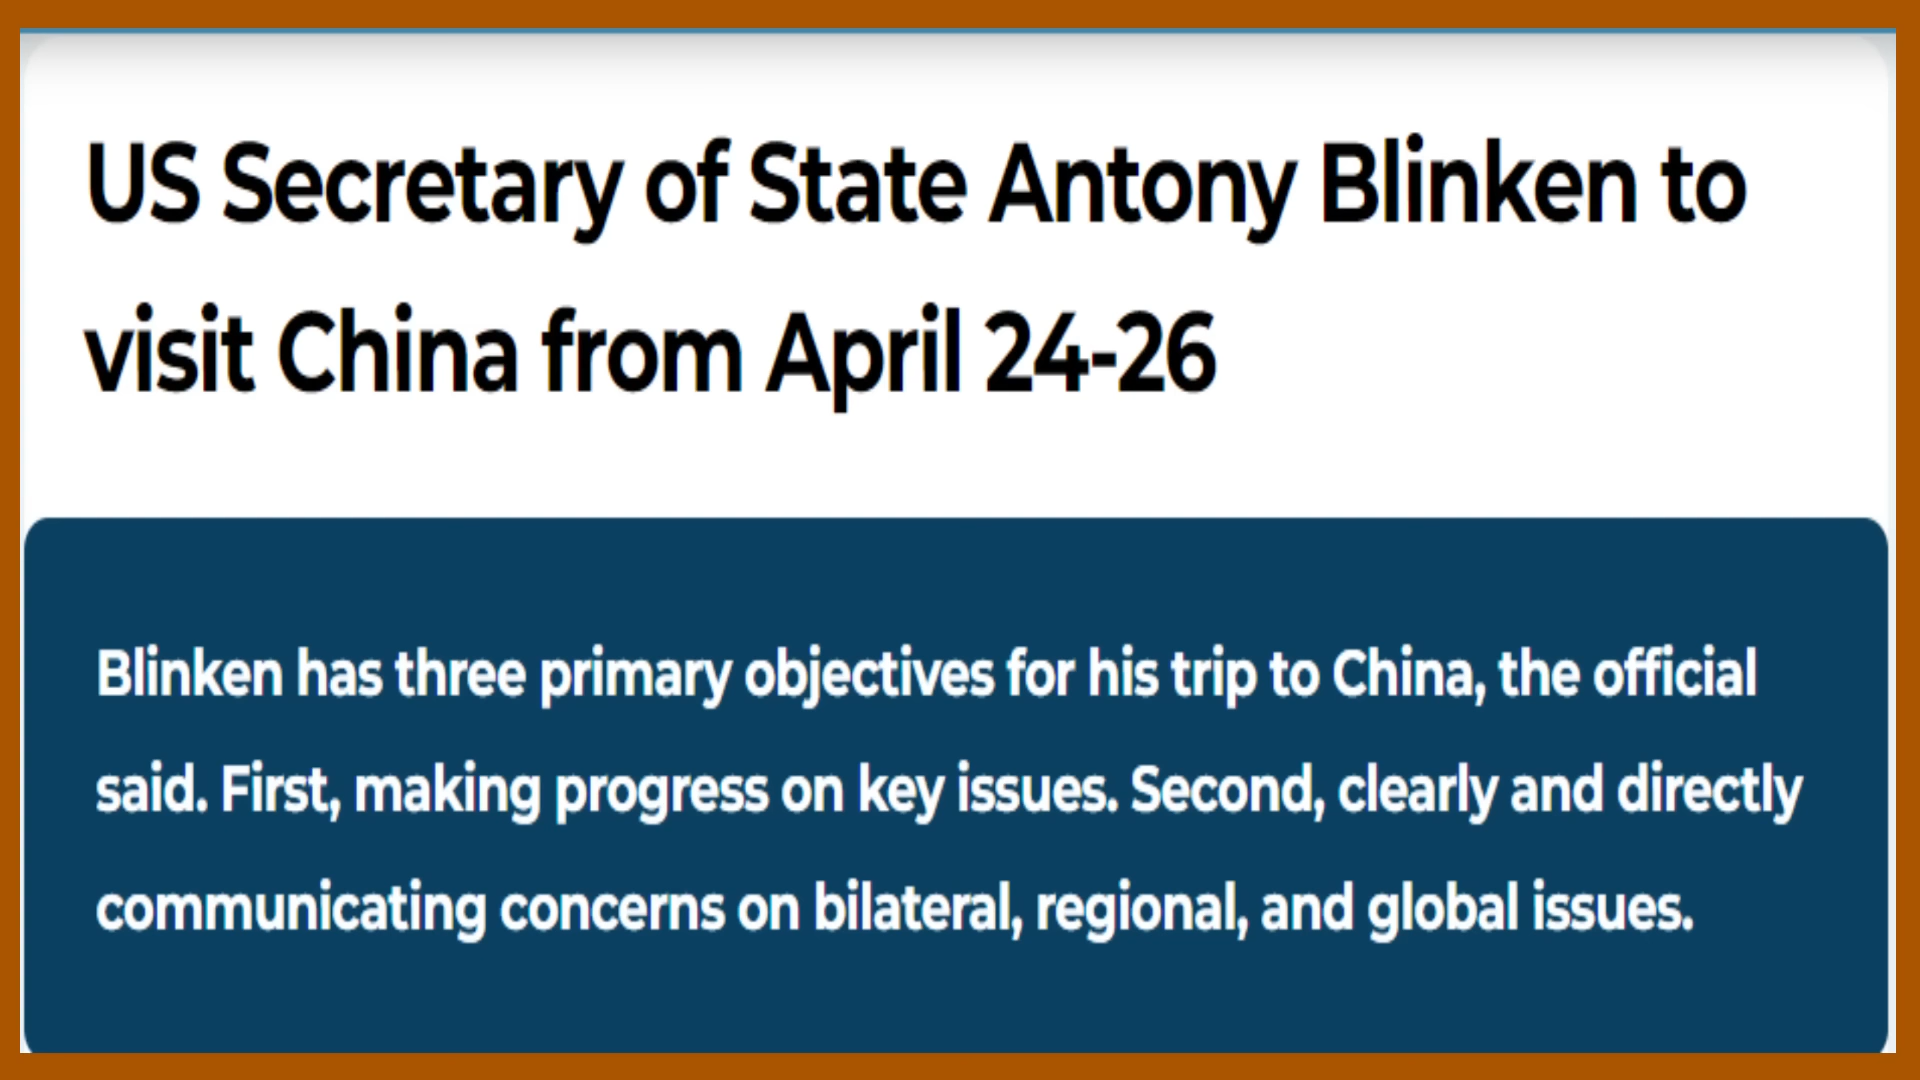 US Secretary of State Antony Blinken to
visit China from April 24-26
Blinken has three primary objectives for his trip to China, the official
said. First, making progress on key issues. Second, clearly and directly
communicating concerns on bilateral, regional, and global issues.